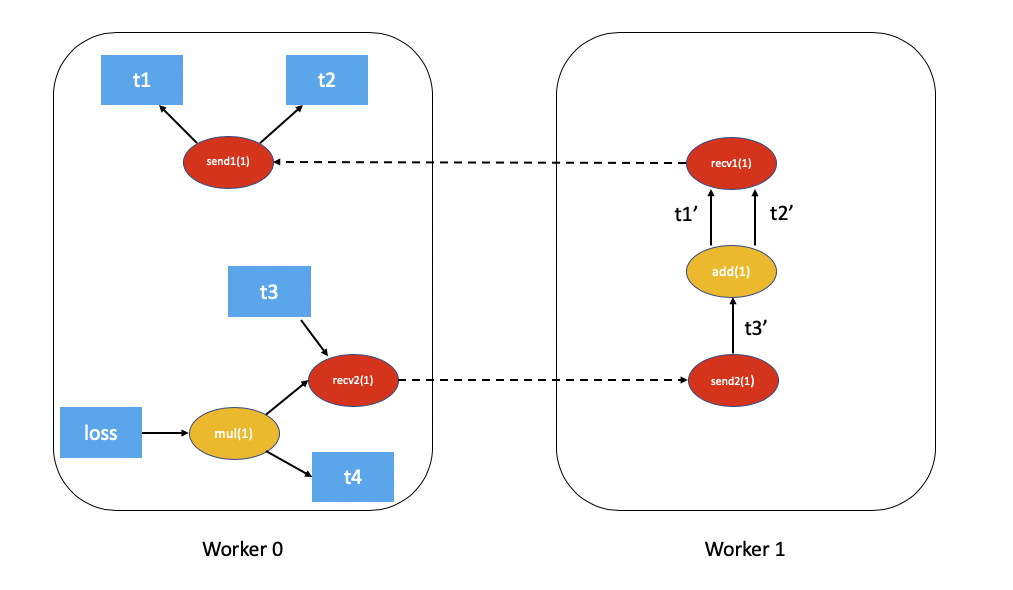 t1
t2
send1(1)
t3
recv2(1)
loss
mul(1)
t4
Worker 0
recv1(1)
t1’
t2’
add(1)
t3’
send2(1)
Worker 1